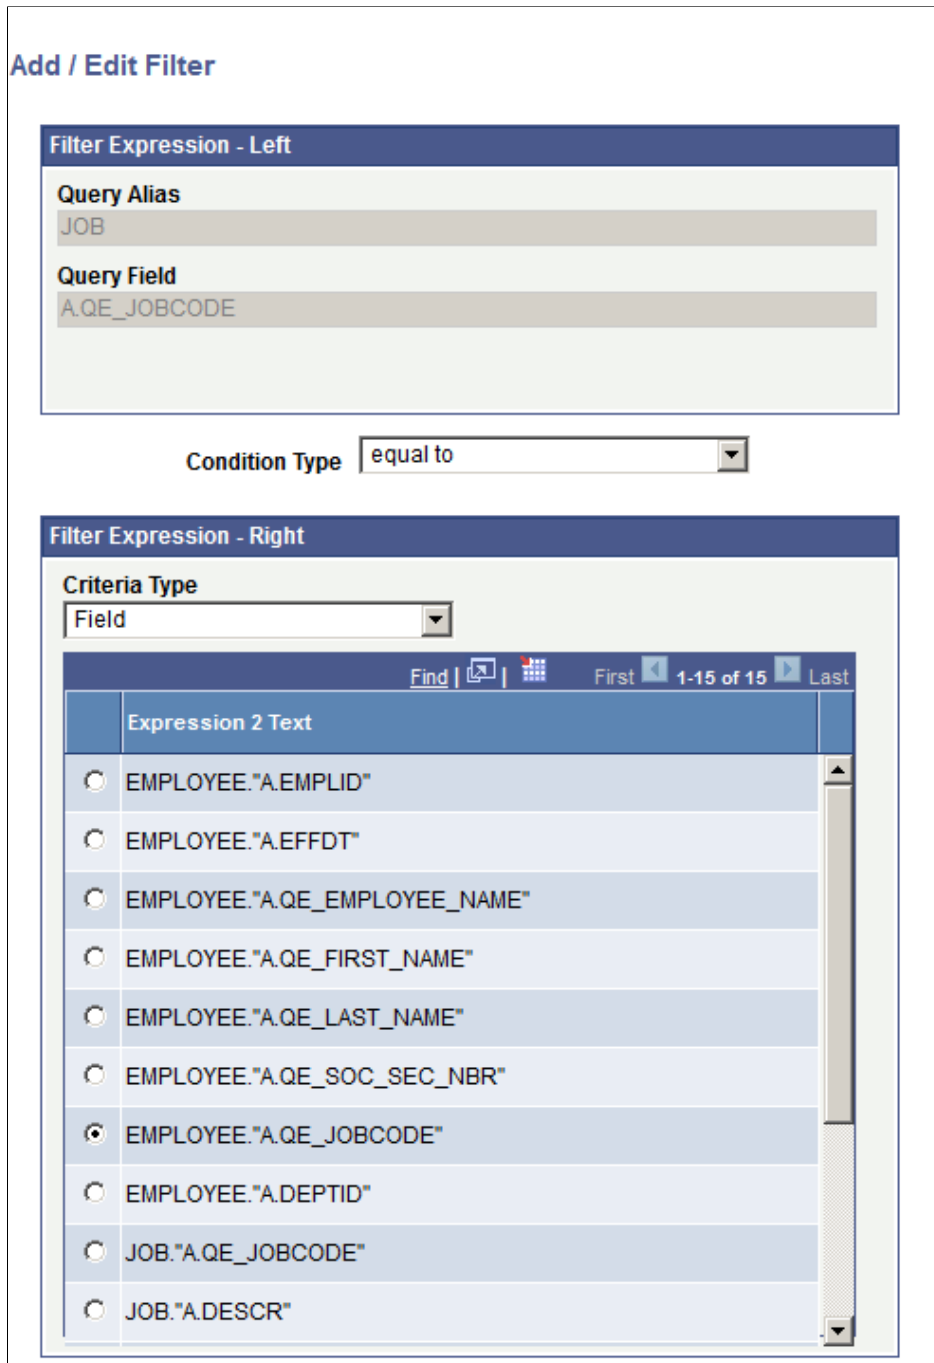 Add / Edit Filter
Filter Expression - Left
Query Alias
JOB
Query Field
A.QE_JOBCODE
Condition Type equal to
Filter Expression - Right
Criteria Type
Field
Find | | First 1-15 of 15 Last
Expression 2 Text
EMPLOYEE."A.EMPLID"
EMPLOYEE."A.EFFDT"
EMPLOYEE."A.QE_EMPLOYEE_NAME"
EMPLOYEE."A.QE_FIRST_NAME"
EMPLOYEE."A.QE_LAST_NAME"
EMPLOYEE."A.QE_SOC_SEC_NBR"
EMPLOYEE."A.QE_JOBCODE"
EMPLOYEE."A.DEPTID"
JOB."A.QE_JOBCODE"
JOB."A.DESCR"